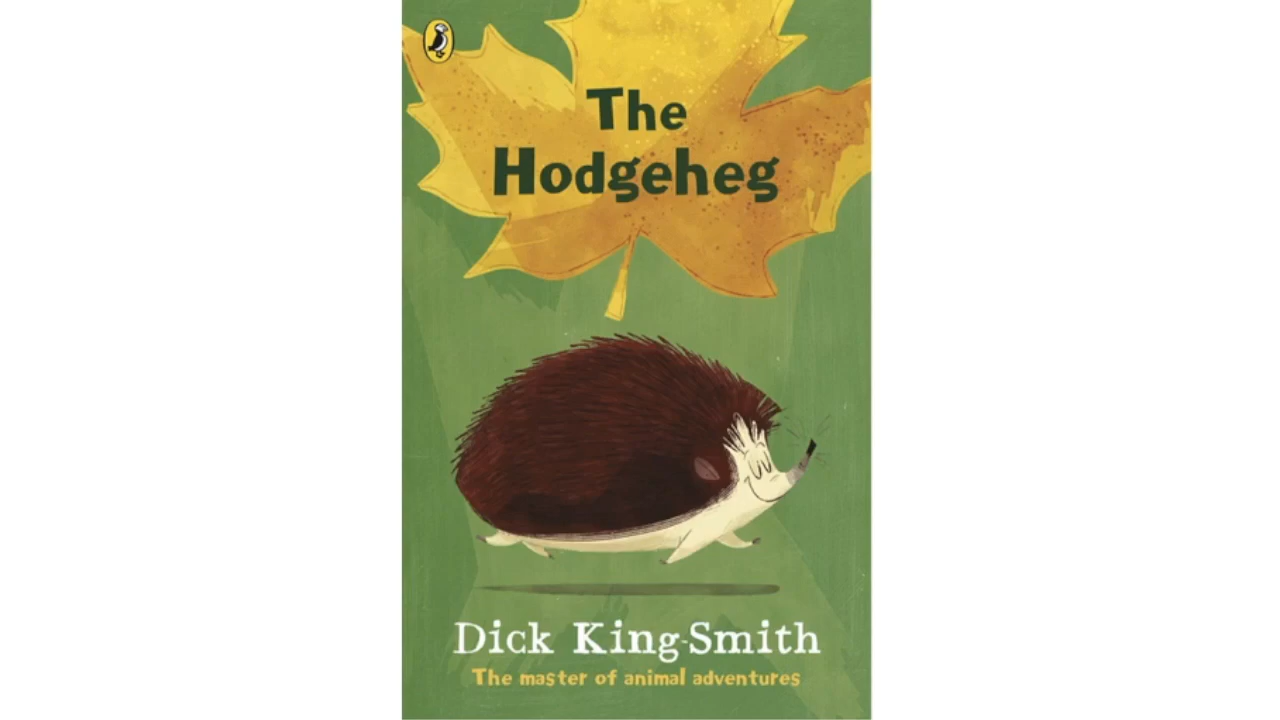 The
Hodgeheg
Dick King-Smith
The master of animal adventures